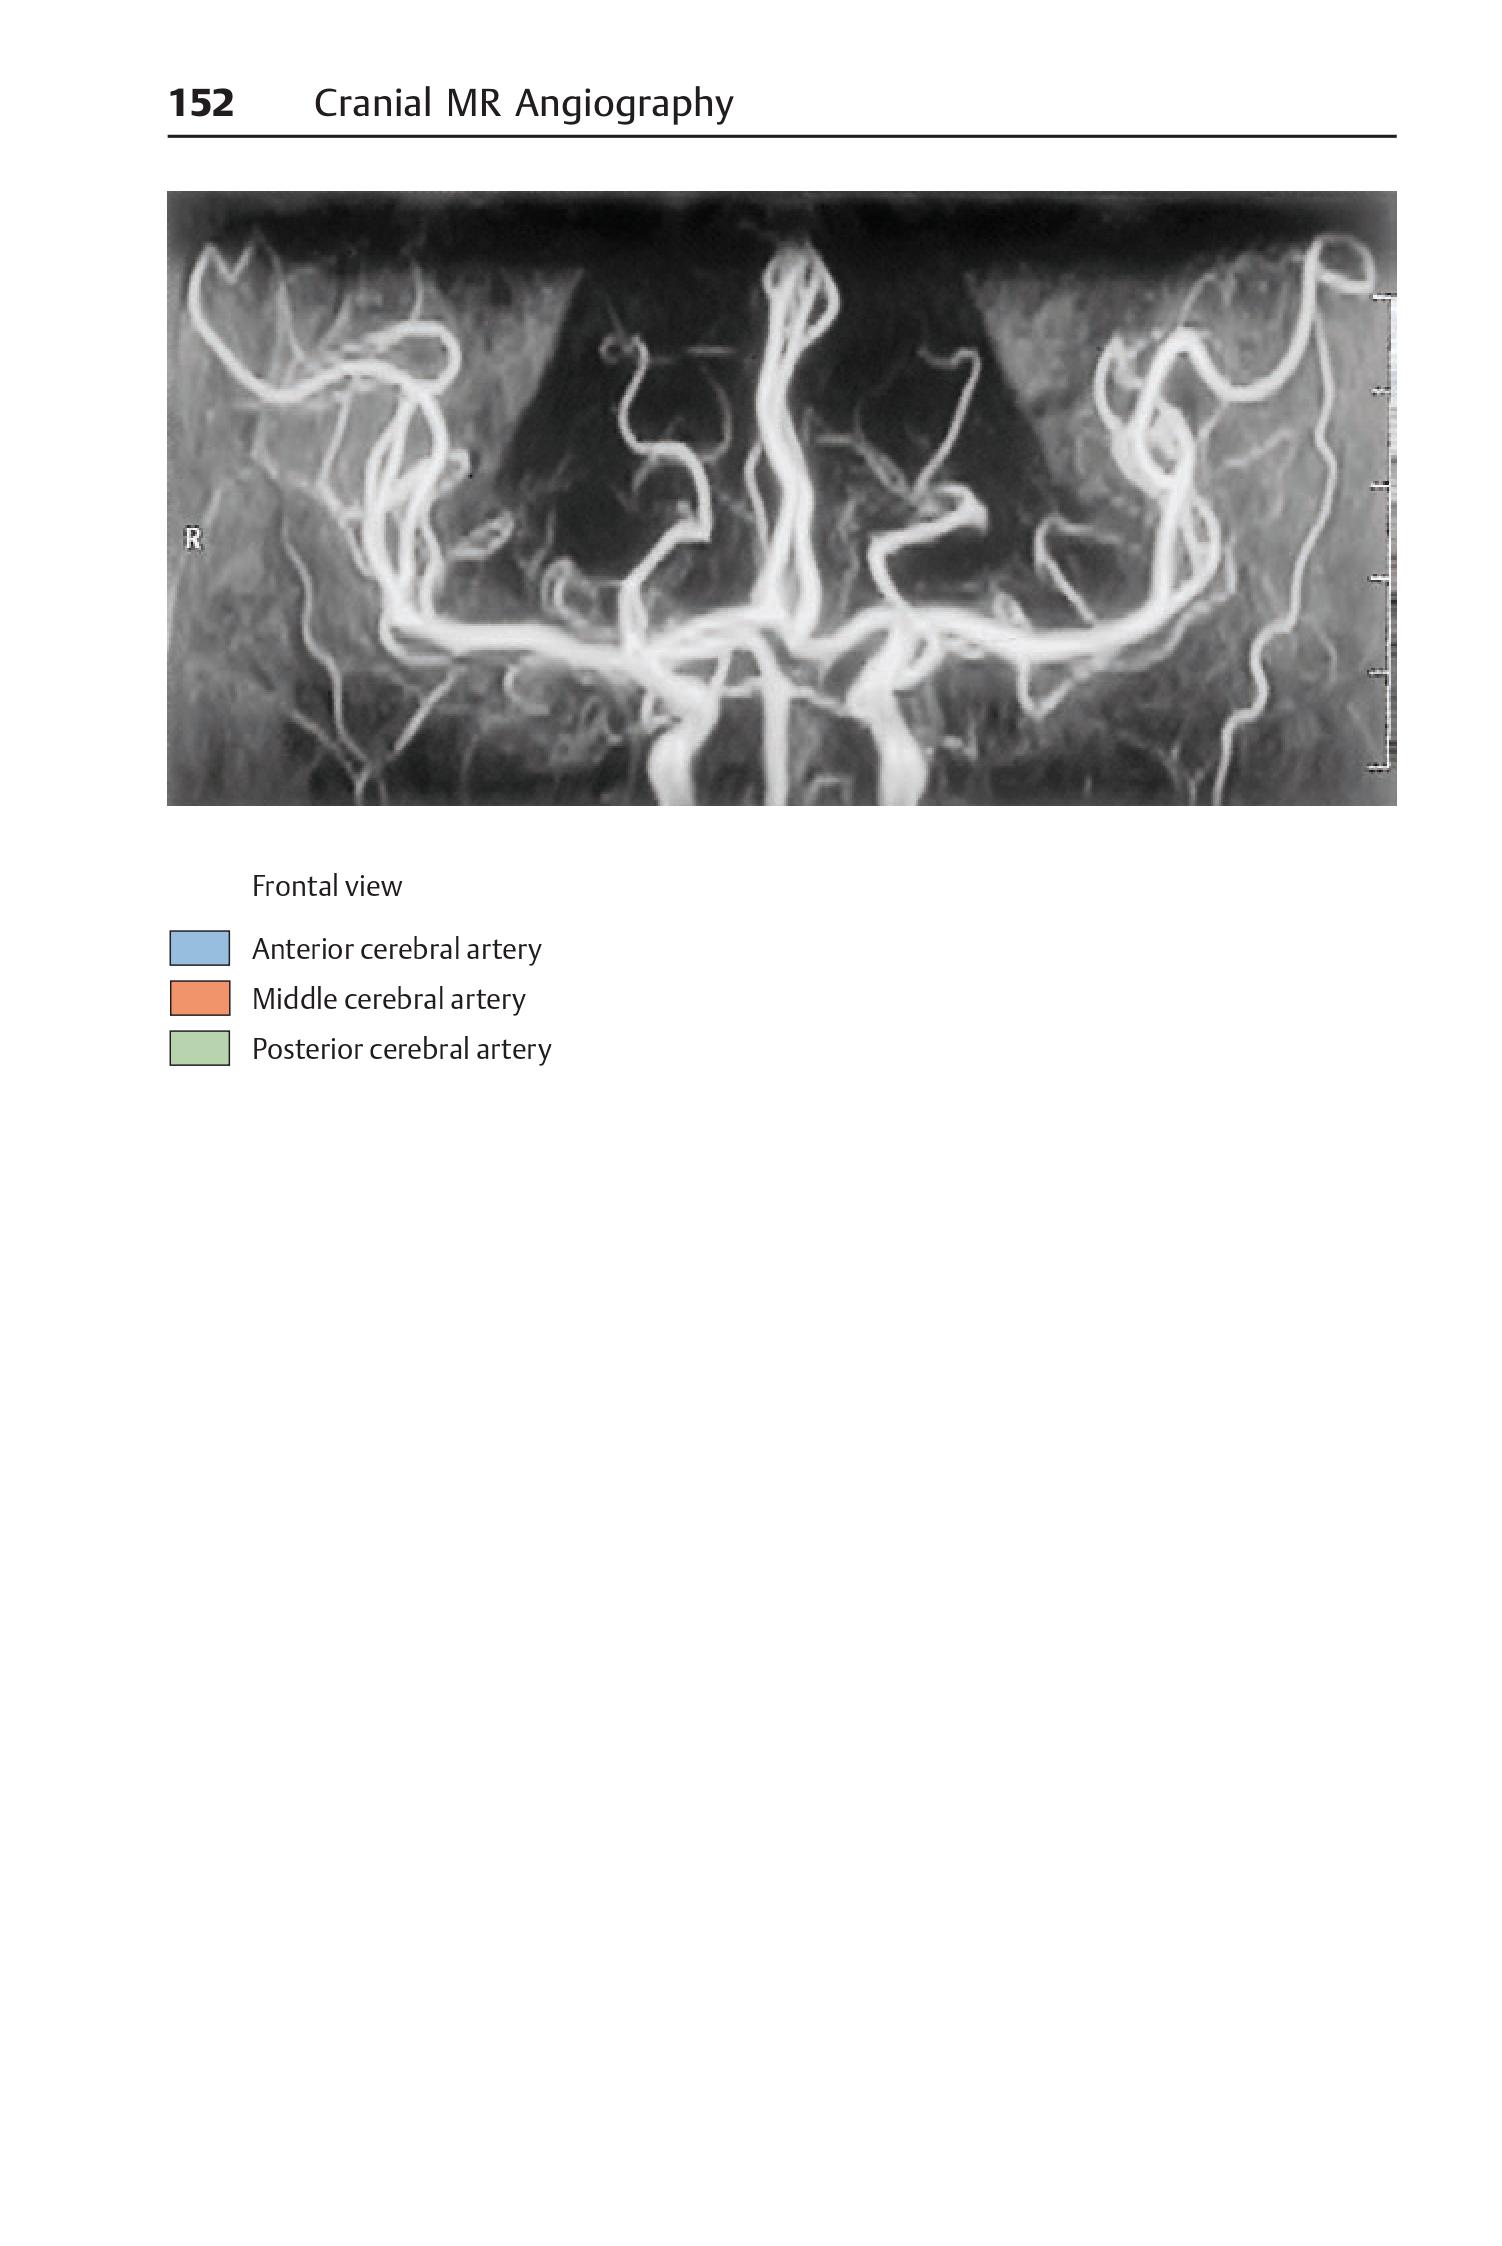 152 Cranial MR Angiography
R
Frontal view
Anterior cerebral artery
Middle cerebral artery
Posterior cerebral artery